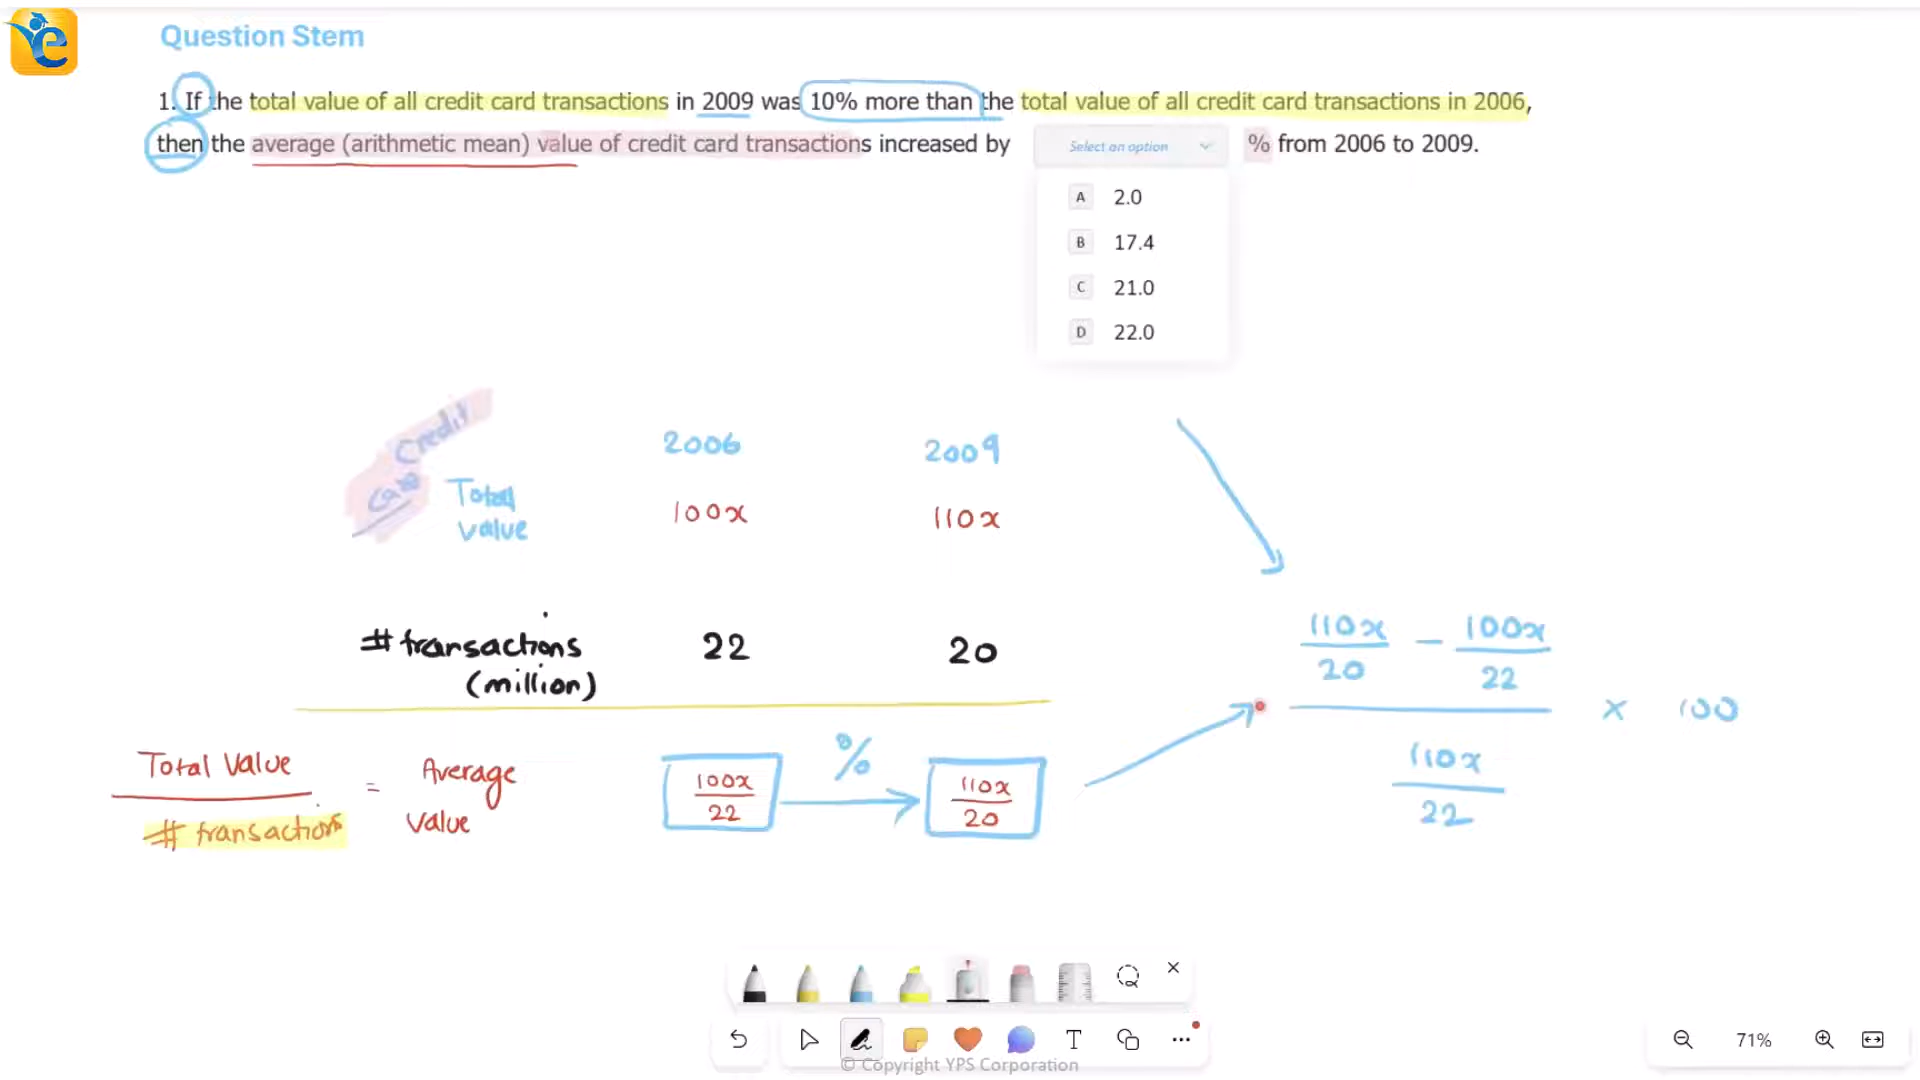 Question Stem
1. If the total value of all credit card transactions in 2009 was 10% more than the total value of all credit card transactions in 2006,
then the average (arithmetic mean) value of credit card transactions increased by Select an option % from 2006 to 2009.
A 2.0
B 17.4
C 21.0
D 22.0
Credit
2006 2009
Total
value
100x 110x
# transactions 22 20
(million)
110x/20 - 100x/22
× 100
110x/22
Total Value / # transactions = Average Value
100x/22 % 110x/20
71%
© Copyright YPS Corporation